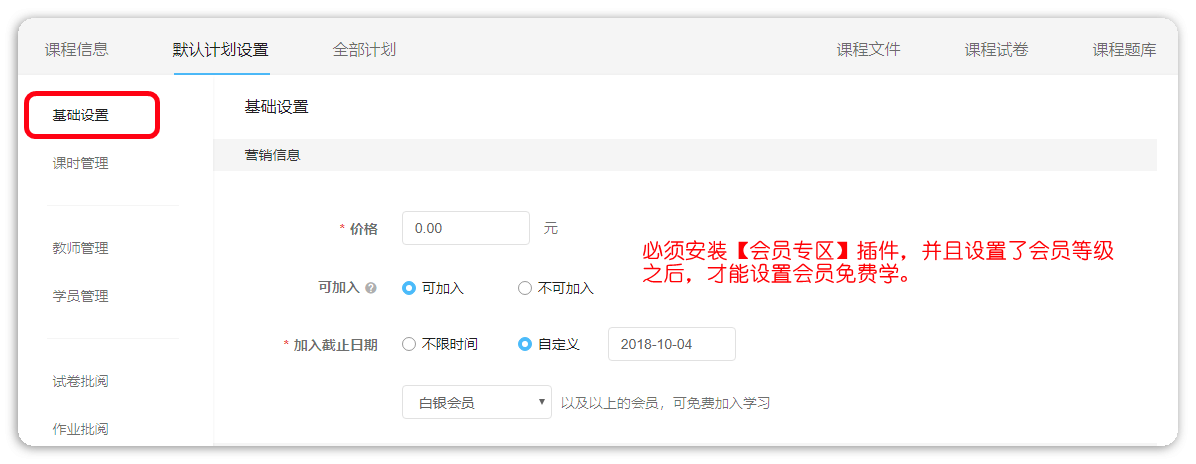 课程信息 默认计划设置 全部计划 课程文件 课程试卷 课程题库
基础设置
课时管理
教师管理
学员管理
试卷批阅
作业批阅
基础设置
营销信息
* 价格 0.00 元
可加入 ? 可加入 不可加入
* 加入截止日期 不限时间 自定义 2018-10-04
白银会员 以及以上的会员，可免费加入学习
必须安装【会员专区】插件，并且设置了会员等级
之后，才能设置会员免费学。